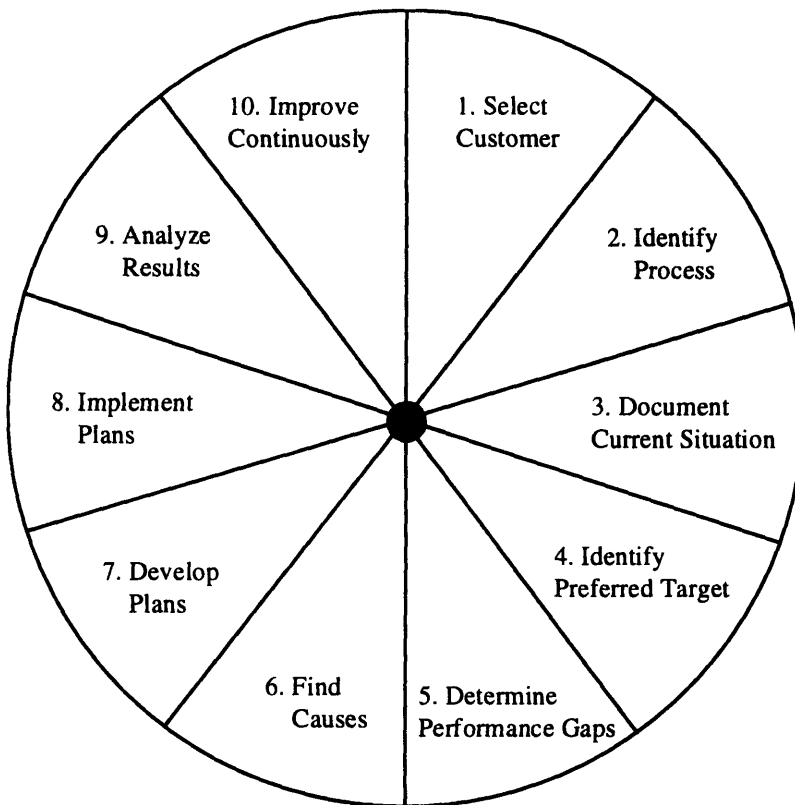 1. Select
Customer
2. Identify
Process
3. Document
Current Situation
4. Identify
Preferred Target
5. Determine
Performance Gaps
6. Find
Causes
7. Develop
Plans
8. Implement
Plans
9. Analyze
Results
10. Improve
Continuously